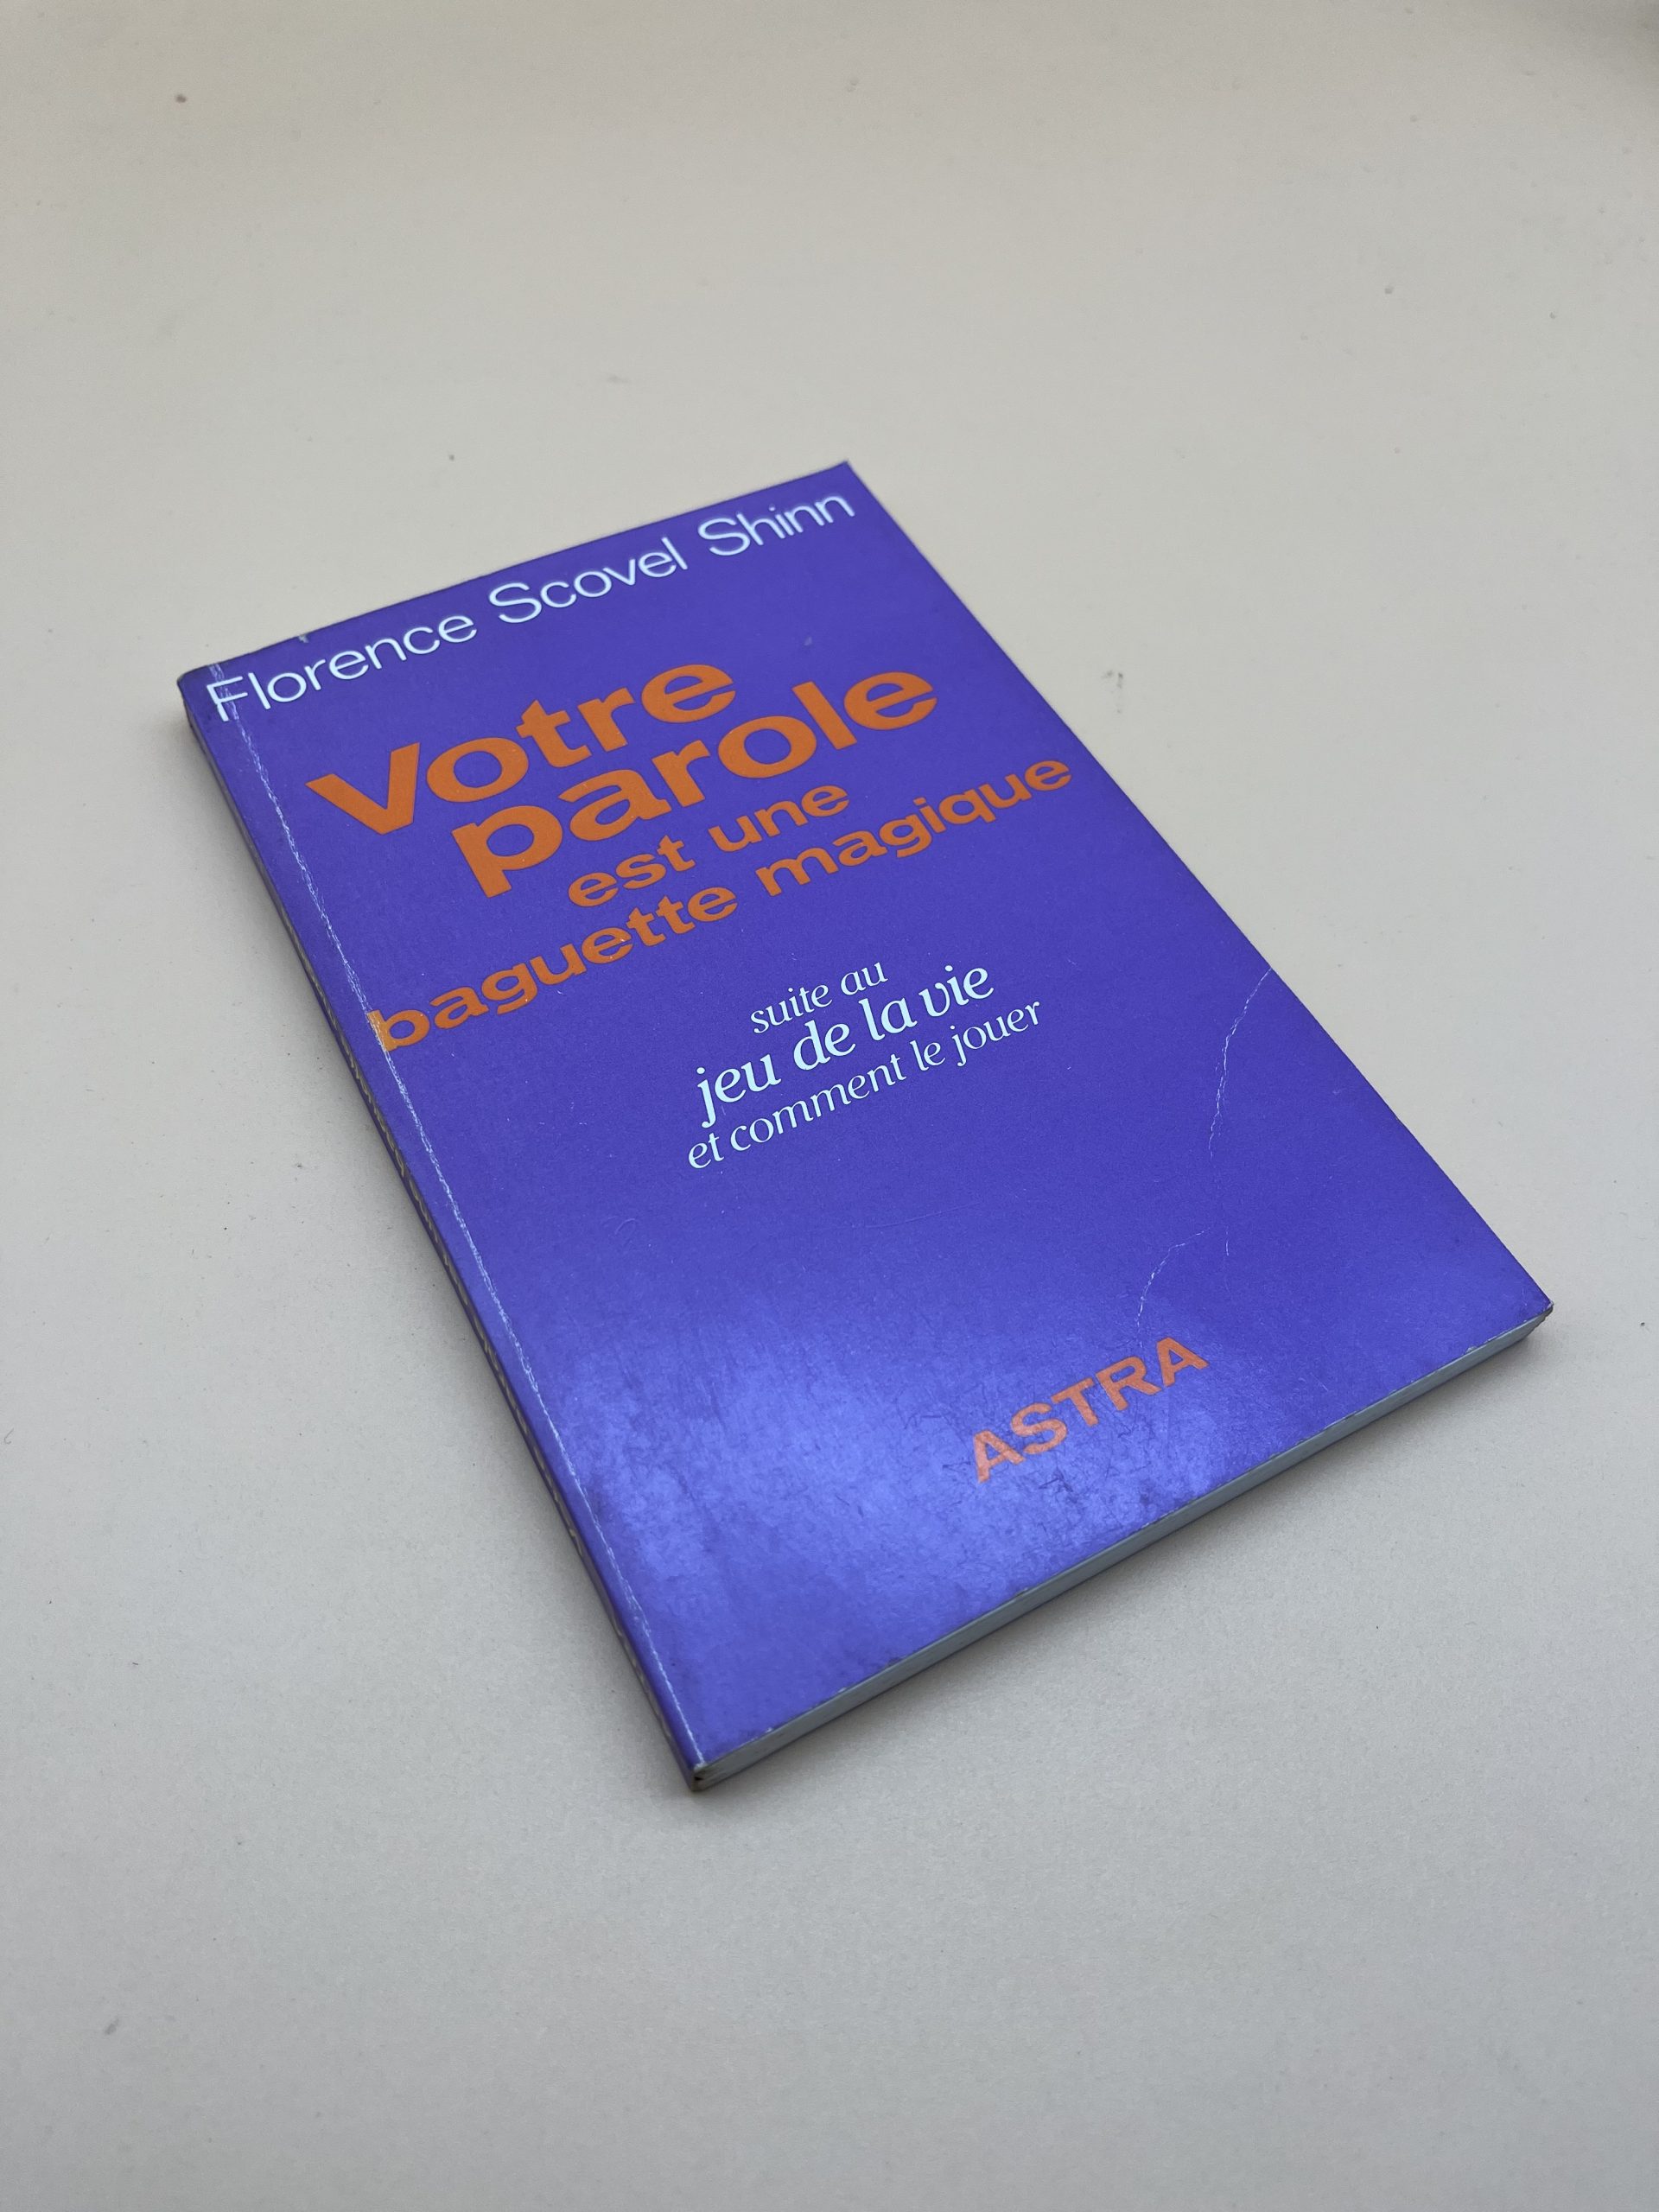 Florence Scovel Shinn
Votre
parole
est une
baguette magique
suite au
jeu de la vie
et comment le jouer
ASTRA